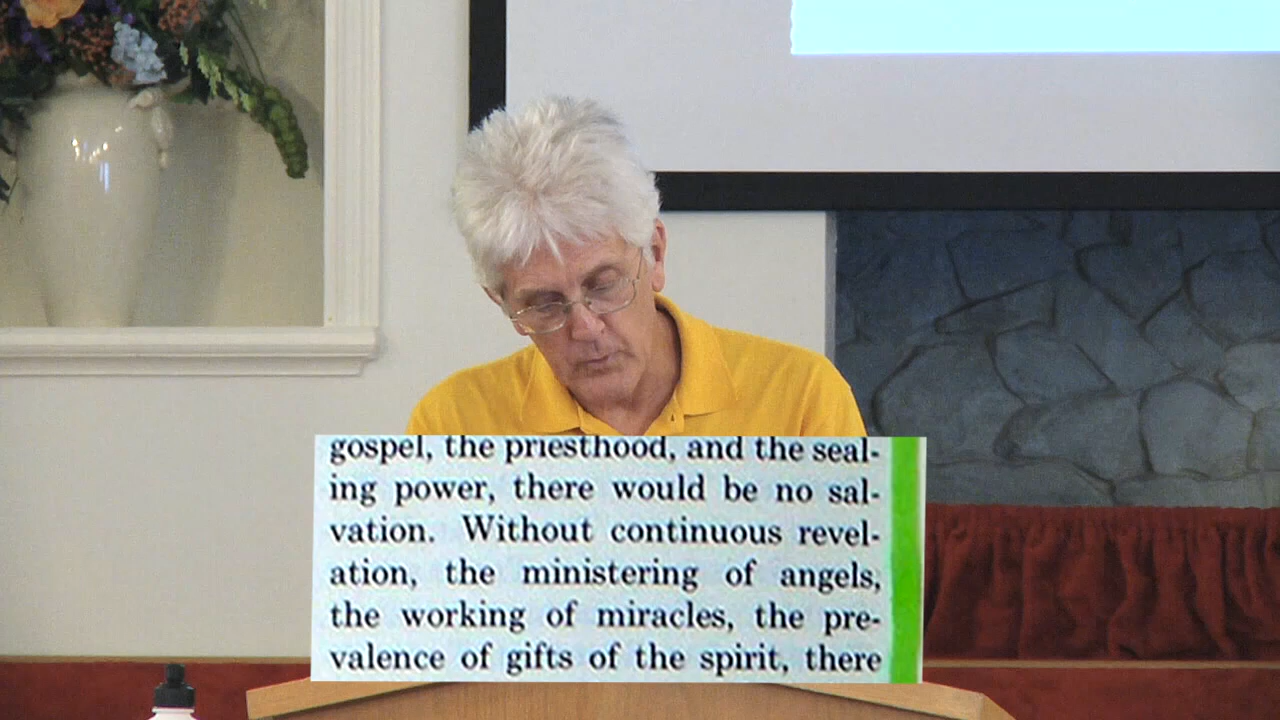 gospel, the priesthood, and the seal-
ing power, there would be no sal-
vation. Without continuous revel-
ation, the ministering of angels,
the working of miracles, the pre-
valence of gifts of the spirit, there